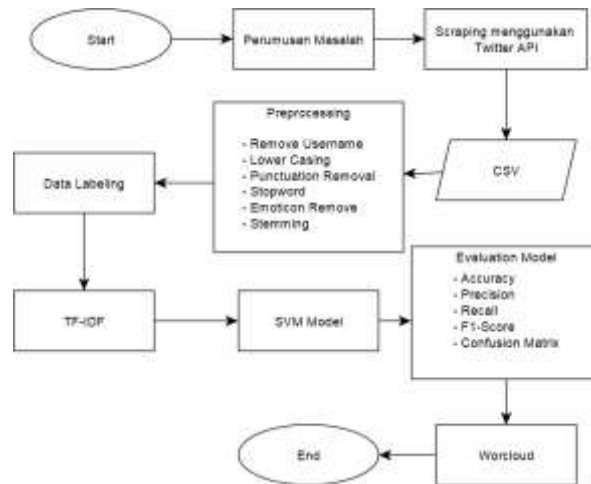 Start
Perumusan Masalah
Scraping menggunakan
Twitter API
CSV
Preprocessing
- Remove Username
- Lower Casing
- Punctuation Removal
- Stopword
- Emoticon Remove
- Stemming
Data Labeling
TF-IDF
SVM Model
Evaluation Model
- Accuracy
- Precision
- Recall
- F1-Score
- Confusion Matrix
Worcloud
End